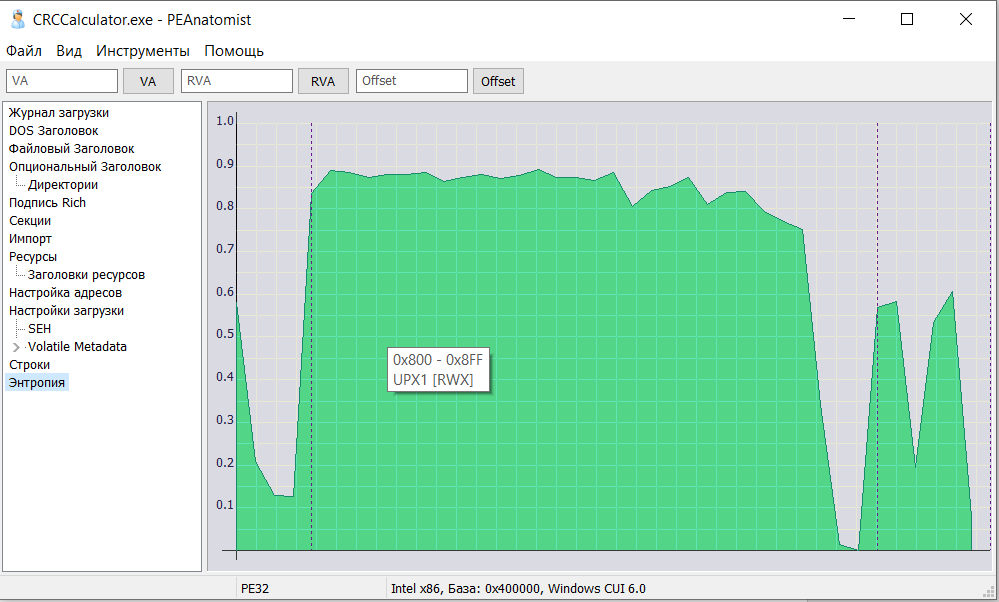 CRCCalculator.exe - PEAnatomist
Файл Вид Инструменты Помощь
VA VA RVA RVA Offset Offset
Журнал загрузки
DOS Заголовок
Файловый Заголовок
Опциональный Заголовок
Директории
Подпись Rich
Секции
Импорт
Ресурсы
Заголовки ресурсов
Настройка адресов
Настройки загрузки
SEH
Volatile Metadata
Строки
Энтропия
1.0
0.9
0.8
0.7
0.6
0.5
0.4
0.3
0.2
0.1
0x800 - 0x8FF
UPX1 [RWX]
PE32
Intel x86, База: 0x400000, Windows CUI 6.0